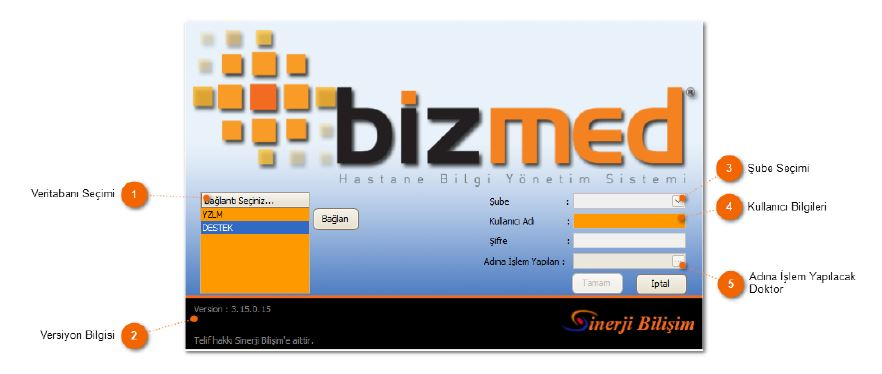 bizmed®
Hastane Bilgi Yönetim Sistemi
Veritabanı Seçimi 1
Bağlantı Seçiniz...
YZLM
DESTEK
Bağlan
Şube :
Kullanıcı Adı :
Şifre :
Adına İşlem Yapılan :
Tamam
İptal
3 Şube Seçimi
4 Kullanıcı Bilgileri
5 Adına İşlem Yapılacak
Doktor
Versiyon Bilgisi 2
Version : 3.15.0.15
Telif hakkı Sinerji Bilişim'e aittir.
Sinerji Bilişim